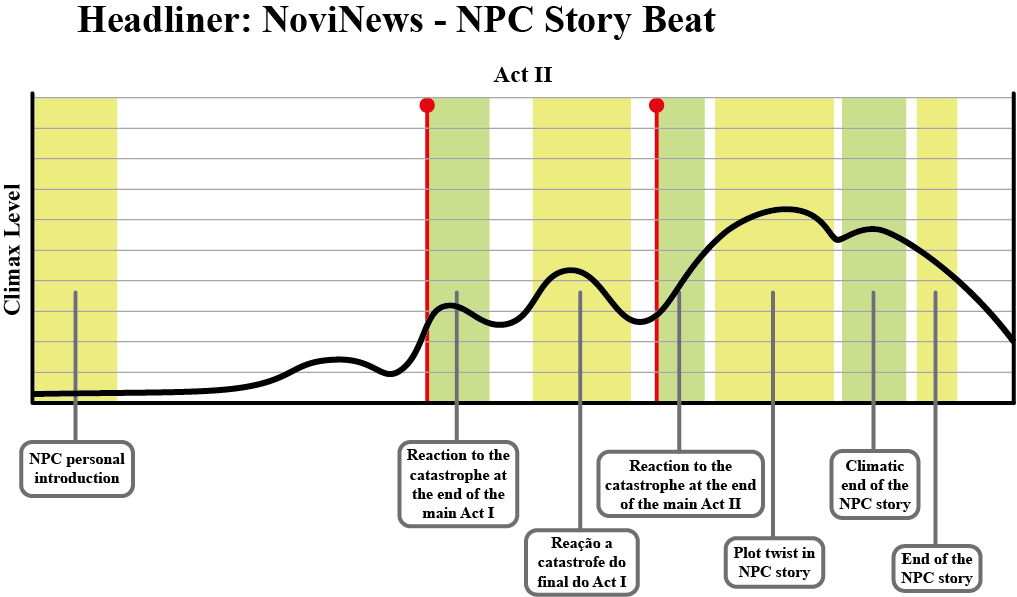 Headliner: NoviNews - NPC Story Beat
Act II
Climax Level
NPC personal
introduction
Reaction to the
catastrophe at
the end of the
main Act I
Reação a
catastrofe do
final do Act I
Reaction to the
catastrophe at the end
of the main Act II
Plot twist in
NPC story
Climatic
end of the
NPC story
End of the
NPC story